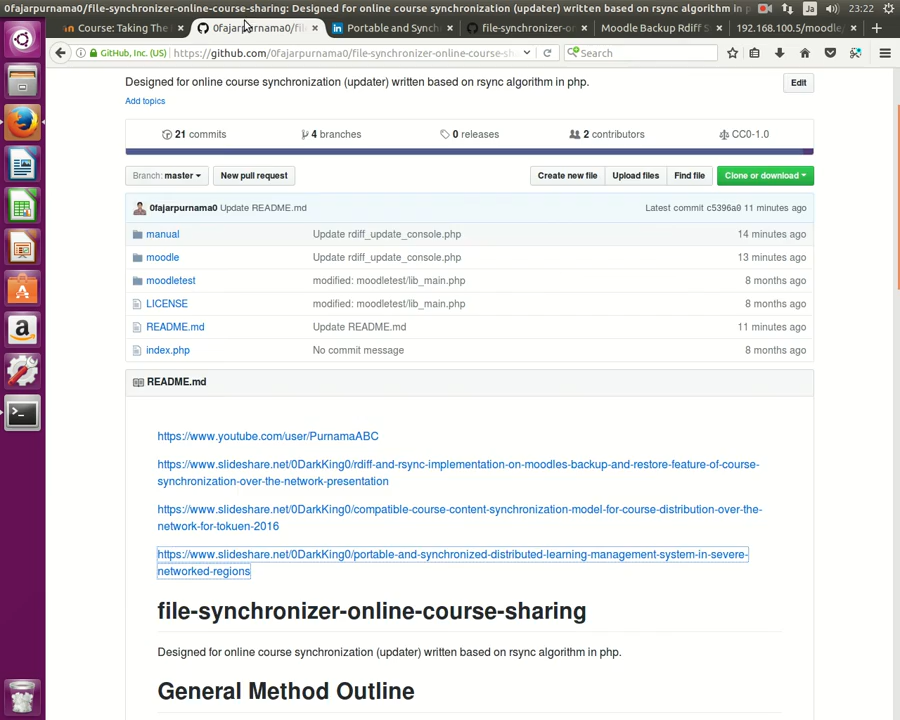 0fajarpurnama0/file-synchronizer-online-course-sharing: Designed for online course synchronization (updater) written based on rsync algorithm in p
Ja
23:22
Course: Taking The
0fajarpurnama0/fil
Portable and Synch
file-synchronizer-on
Moodle Backup Rdiff S
192.168.100.5/moodle/
GitHub, Inc. (US)
https://github.com/0fajarpurnama0/file-synchronizer-online-course-sh
Search
Designed for online course synchronization (updater) written based on rsync algorithm in php.
Edit
Add topics
21 commits
4 branches
0 releases
2 contributors
CC0-1.0
Branch: master
New pull request
Create new file
Upload files
Find file
Clone or download
0fajarpurnama0 Update README.md
Latest commit c5396a0 11 minutes ago
manual
Update rdiff_update_console.php
14 minutes ago
moodle
Update rdiff_update_console.php
13 minutes ago
moodletest
modified: moodletest/lib_main.php
8 months ago
LICENSE
modified: moodletest/lib_main.php
8 months ago
README.md
Update README.md
11 minutes ago
index.php
No commit message
8 months ago
README.md
https://www.youtube.com/user/PurnamaABC
https://www.slideshare.net/0DarkKing0/rdiff-and-rsync-implementation-on-moodles-backup-and-restore-feature-of-course-
synchronization-over-the-network-presentation
https://www.slideshare.net/0DarkKing0/compatible-course-content-synchronization-model-for-course-distribution-over-the-
network-for-tokuen-2016
https://www.slideshare.net/0DarkKing0/portable-and-synchronized-distributed-learning-management-system-in-severe-
networked-regions
file-synchronizer-online-course-sharing
Designed for online course synchronization (updater) written based on rsync algorithm in php.
General Method Outline